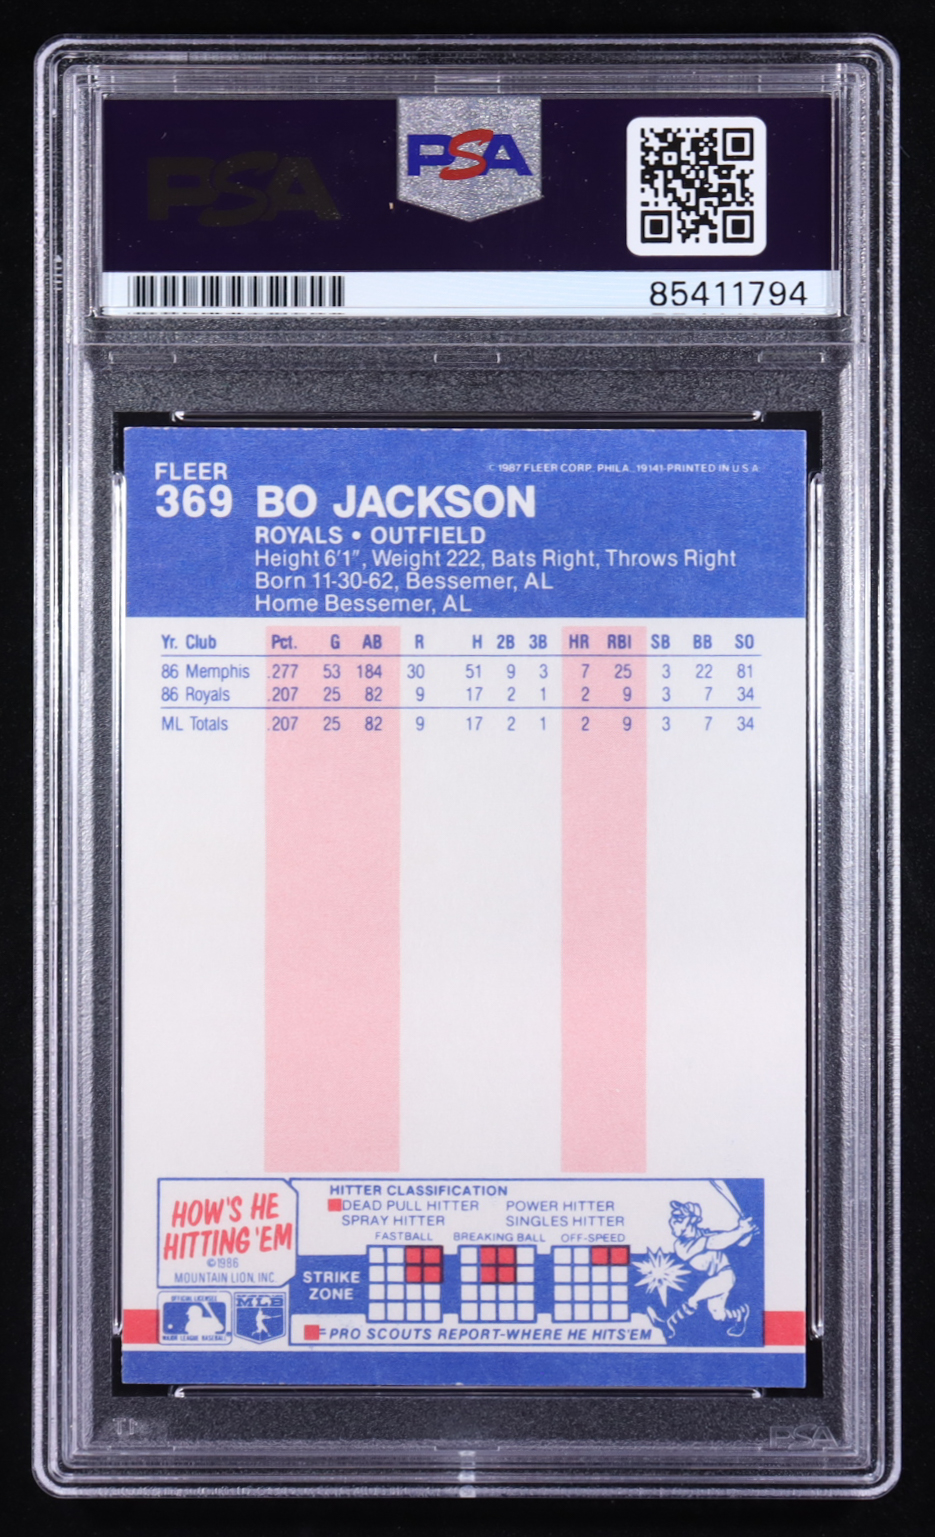 PSA
PSA
85411794
FLEER
© 1987 FLEER CORP. PHILA. 19141-PRINTED IN U S A
369 BO JACKSON
ROYALS • OUTFIELD
Height 6'1", Weight 222, Bats Right, Throws Right
Born 11-30-62, Bessemer, AL
Home Bessemer, AL
Yr. Club Pct. G AB R H 2B 3B HR RBI SB BB SO
86 Memphis .277 53 184 30 51 9 3 7 25 3 22 81
86 Royals .207 25 82 9 17 2 1 2 9 3 7 34
ML Totals .207 25 82 9 17 2 1 2 9 3 7 34
HOW'S HE
HITTING 'EM
©1986
MOUNTAIN LION, INC.
HITTER CLASSIFICATION
DEAD PULL HITTER POWER HITTER
SPRAY HITTER SINGLES HITTER
FASTBALL BREAKING BALL OFF-SPEED
STRIKE
ZONE
OFFICIAL LICENSEE
MAJOR LEAGUE BASEBALL
MLB
= PRO SCOUTS REPORT-WHERE HE HITS'EM
PSA